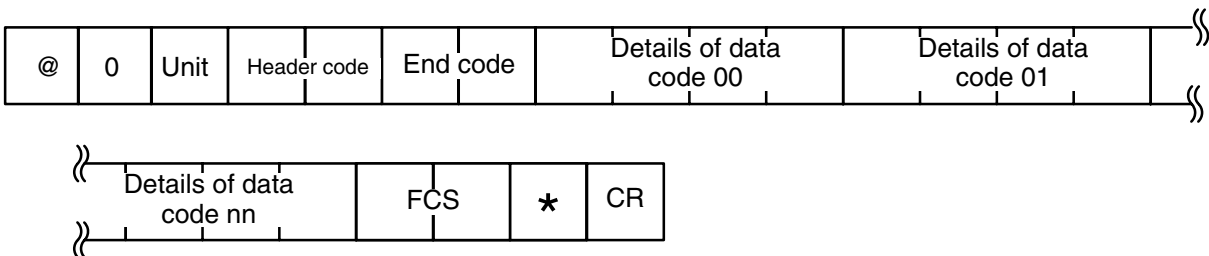 @ 0 Unit Header code End code Details of data code 00 Details of data code 01
Details of data code nn FCS * CR